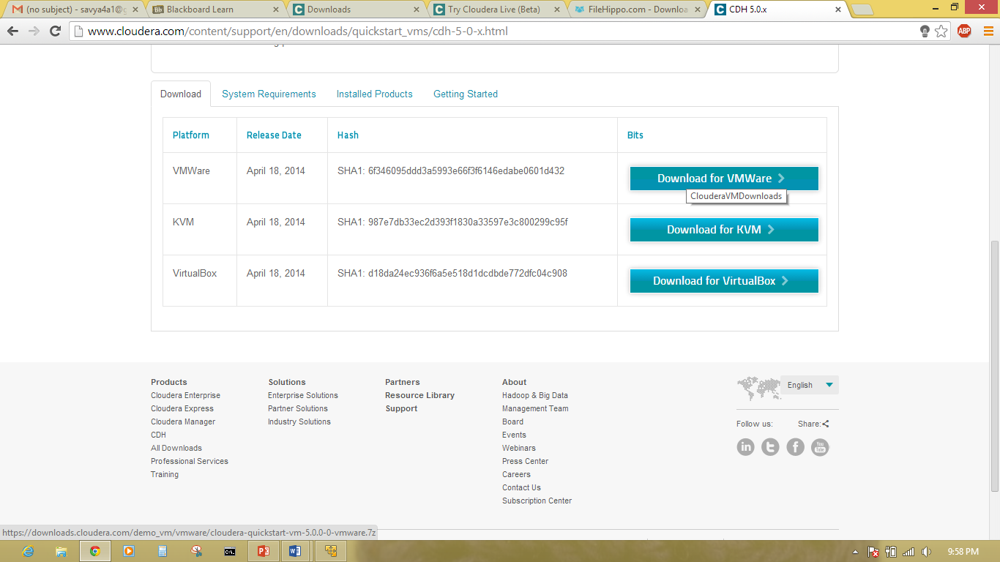 (no subject) - savya4a1@g
Blackboard Learn
Downloads
Try Cloudera Live (Beta)
FileHippo.com - Downloa
CDH 5.0.x
www.cloudera.com/content/support/en/downloads/quickstart_vms/cdh-5-0-x.html
ABP
Download System Requirements Installed Products Getting Started
Platform Release Date Hash Bits
VMWare April 18, 2014 SHA1: 6f346095ddd3a5993e66f3f6146edabe0601d432 Download for VMWare
ClouderaVMDownloads
KVM April 18, 2014 SHA1: 987e7db33ec2d393f1830a33597e3c800299c95f Download for KVM
VirtualBox April 18, 2014 SHA1: d18da24ec936f6a5e518d1dcdbde772dfc04c908 Download for VirtualBox
Products
Cloudera Enterprise
Cloudera Express
Cloudera Manager
CDH
All Downloads
Professional Services
Training
Solutions
Enterprise Solutions
Partner Solutions
Industry Solutions
Partners
Resource Library
Support
About
Hadoop & Big Data
Management Team
Board
Events
Webinars
Press Center
Careers
Contact Us
Subscription Center
English
Follow us: Share:
https://downloads.cloudera.com/demo_vm/vmware/cloudera-quickstart-vm-5.0.0-0-vmware.7z
9:58 PM